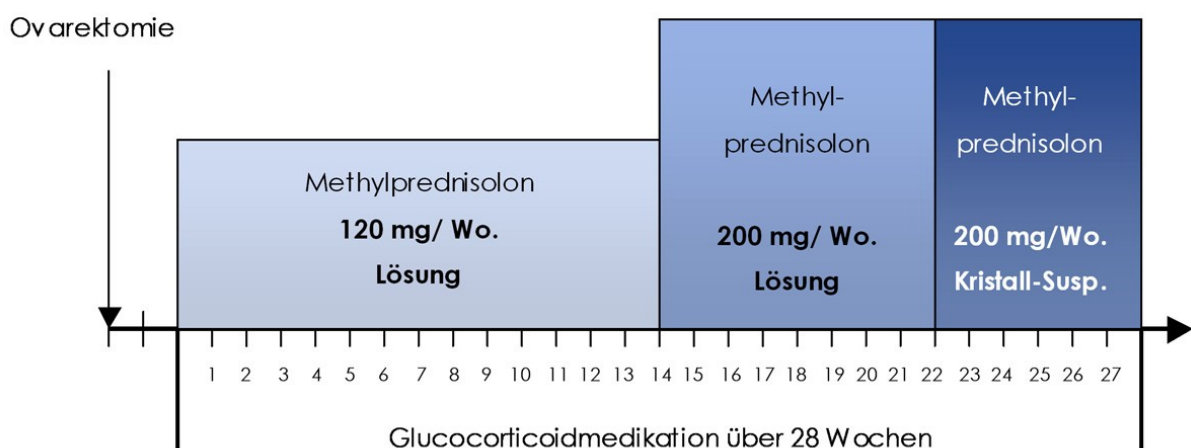 Ovarektomie
Methylprednisolon
120 mg/ Wo.
Lösung
Methyl-
prednisolon
200 mg/ Wo.
Lösung
Methyl-
prednisolon
200 mg/Wo.
Kristall-Susp.
1 2 3 4 5 6 7 8 9 10 11 12 13 14 15 16 17 18 19 20 21 22 23 24 25 26 27
Glucocorticoidmedikation über 28 Wochen